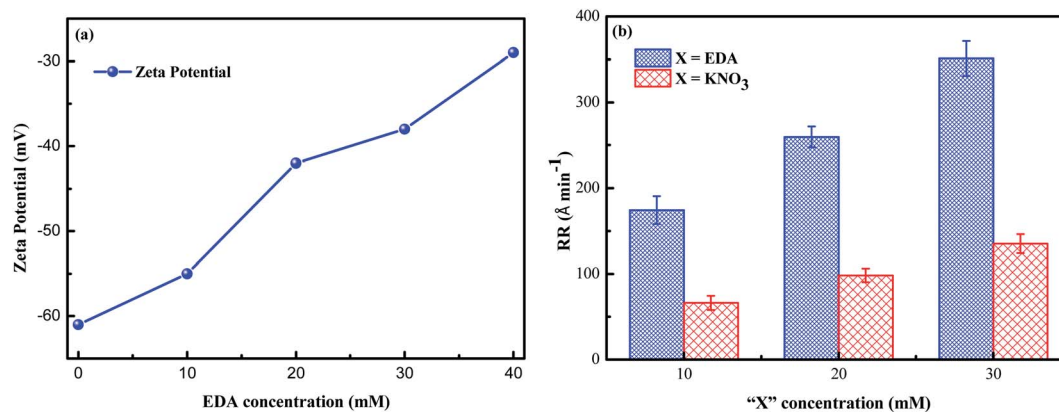 (a)
Zeta Potential
-30
-40
-50
-60
Zeta Potential (mV)
0 10 20 30 40
EDA concentration (mM)
(b)
X = EDA
X = KNO₃
400
300
200
100
0
RR (Å min⁻¹)
10 20 30
“X” concentration (mM)